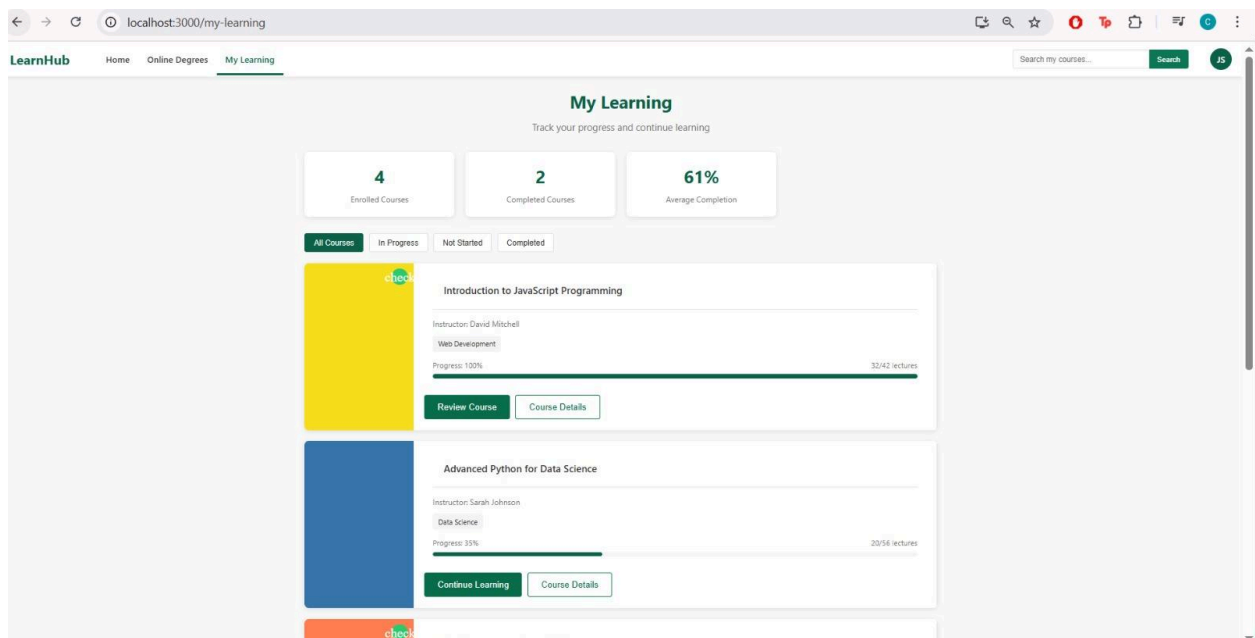 localhost:3000/my-learning
Tp
C
LearnHub Home Online Degrees My Learning Search my courses... Search JS
My Learning
Track your progress and continue learning
4 2 61%
Enrolled Courses Completed Courses Average Completion
All Courses In Progress Not Started Completed
check
Introduction to JavaScript Programming
Instructor: David Mitchell
Web Development
Progress: 100% 32/42 lectures
Review Course Course Details
Advanced Python for Data Science
Instructor: Sarah Johnson
Data Science
Progress: 35% 20/56 lectures
Continue Learning Course Details
check